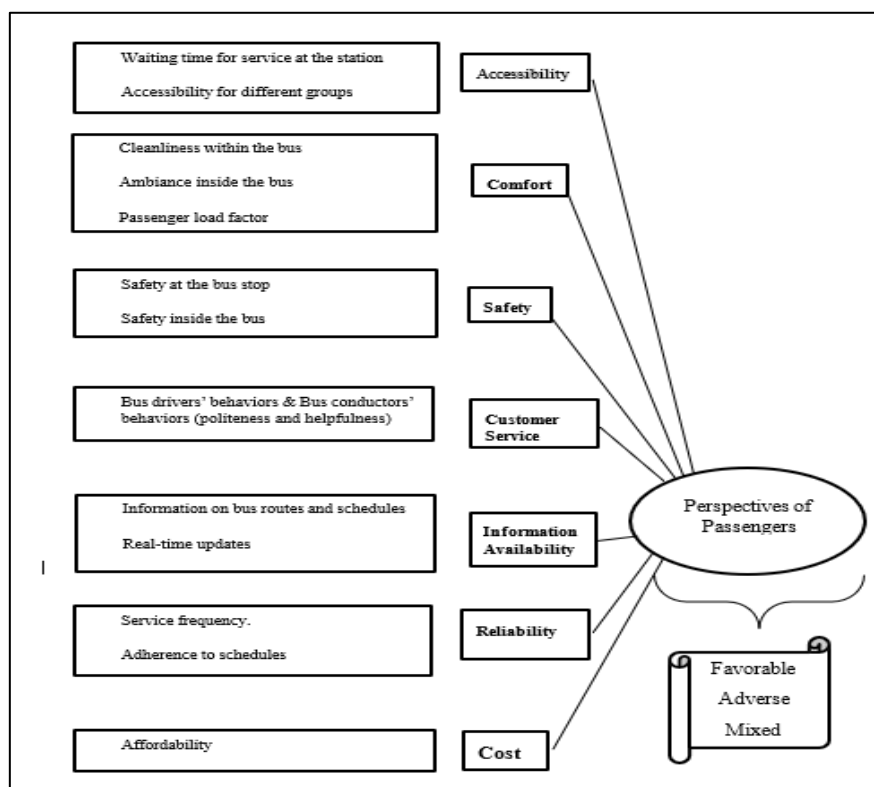 Waiting time for service at the station
Accessibility for different groups
Accessibility
Cleanliness within the bus
Ambiance inside the bus
Passenger load factor
Comfort
Safety at the bus stop
Safety inside the bus
Safety
Bus drivers’ behaviors & Bus conductors’
behaviors (politeness and helpfulness)
Customer
Service
Information on bus routes and schedules
Real-time updates
Information
Availability
Service frequency.
Adherence to schedules
Reliability
Affordability
Cost
Perspectives of
Passengers
Favorable
Adverse
Mixed